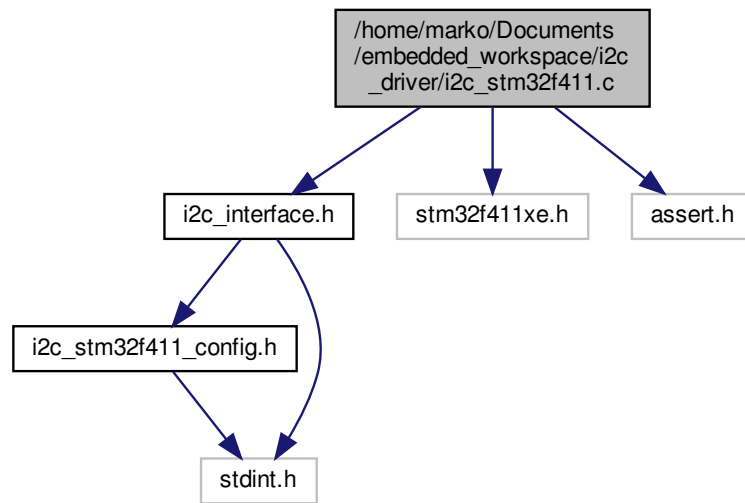 /home/marko/Documents
/embedded_workspace/i2c
_driver/i2c_stm32f411.c
i2c_interface.h
stm32f411xe.h
assert.h
i2c_stm32f411_config.h
stdint.h